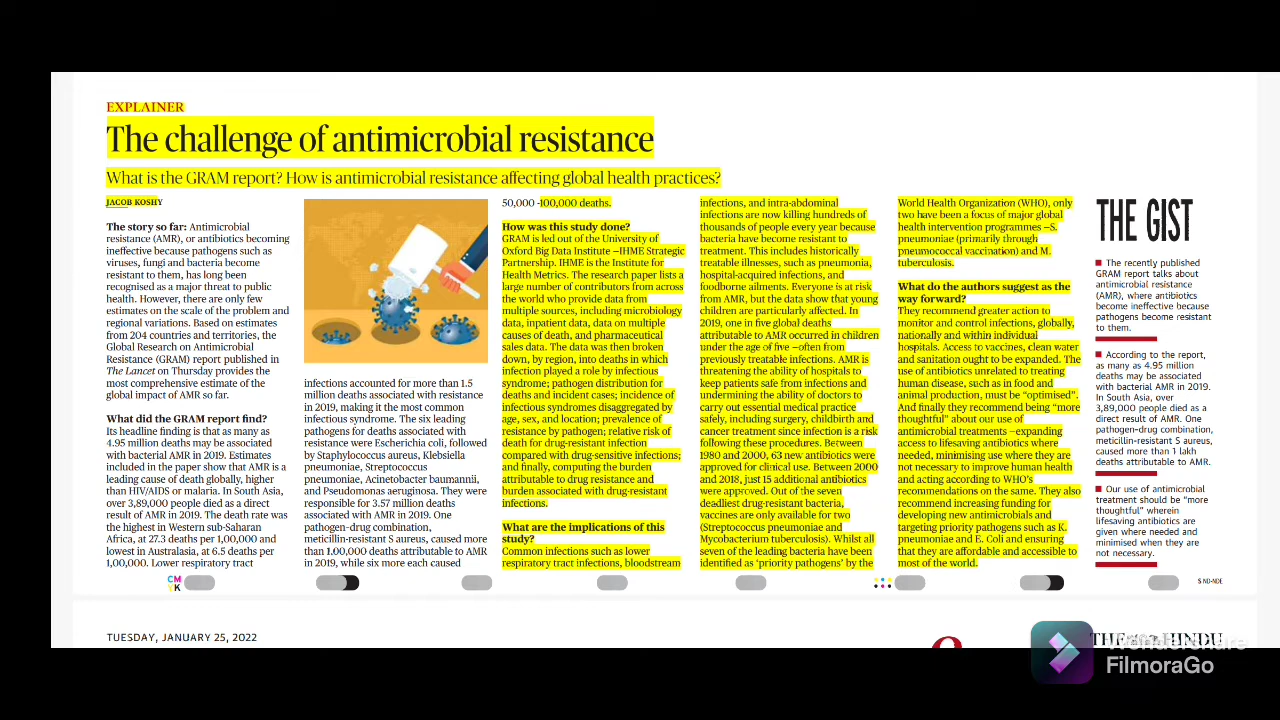 EXPLAINER
The challenge of antimicrobial resistance
What is the GRAM report? How is antimicrobial resistance affecting global health practices?
JACOB KOSHY
The story so far: Antimicrobial
resistance (AMR), or antibiotics becoming
ineffective because pathogens such as
viruses, fungi and bacteria become
resistant to them, has long been
recognised as a major threat to public
health. However, there are only few
estimates on the scale of the problem and
regional variations. Based on estimates
from 204 countries and territories, the
Global Research on Antimicrobial
Resistance (GRAM) report published in
The Lancet on Thursday provides the
most comprehensive estimate of the
global impact of AMR so far.
What did the GRAM report find?
Its headline finding is that as many as
4.95 million deaths may be associated
with bacterial AMR in 2019. Estimates
included in the paper show that AMR is a
leading cause of death globally, higher
than HIV/AIDS or malaria. In South Asia,
over 3,89,000 people died as a direct
result of AMR in 2019. The death rate was
the highest in Western sub-Saharan
Africa, at 27.3 deaths per 1,00,000 and
lowest in Australasia, at 6.5 deaths per
1,00,000. Lower respiratory tract
infections accounted for more than 1.5
million deaths associated with resistance
in 2019, making it the most common
infectious syndrome. The six leading
pathogens for deaths associated with
resistance were Escherichia coli, followed
by Staphylococcus aureus, Klebsiella
pneumoniae, Streptococcus
pneumoniae, Acinetobacter baumannii,
and Pseudomonas aeruginosa. They were
responsible for 3.57 million deaths
associated with AMR in 2019. One
pathogen-drug combination,
meticillin-resistant S aureus, caused more
than 1,00,000 deaths attributable to AMR
in 2019, while six more each caused
50,000 -100,000 deaths.
How was this study done?
GRAM is led out of the University of
Oxford Big Data Institute –IHME Strategic
Partnership. IHME is the Institute for
Health Metrics. The research paper lists a
large number of contributors from across
the world who provide data from
multiple sources, including microbiology
data, inpatient data, data on multiple
causes of death, and pharmaceutical
sales data. The data was then broken
down, by region, into deaths in which
infection played a role by infectious
syndrome; pathogen distribution for
deaths and incident cases; incidence of
infectious syndromes disaggregated by
age, sex, and location; prevalence of
resistance by pathogen; relative risk of
death for drug-resistant infection
compared with drug-sensitive infections;
and finally, computing the burden
attributable to drug resistance and
burden associated with drug-resistant
infections.
What are the implications of this
study?
Common infections such as lower
respiratory tract infections, bloodstream
infections, and intra-abdominal
infections are now killing hundreds of
thousands of people every year because
bacteria have become resistant to
treatment. This includes historically
treatable illnesses, such as pneumonia,
hospital-acquired infections, and
foodborne ailments. Everyone is at risk
from AMR, but the data show that young
children are particularly affected. In
2019, one in five global deaths
attributable to AMR occurred in children
under the age of five –often from
previously treatable infections. AMR is
threatening the ability of hospitals to
keep patients safe from infections and
undermining the ability of doctors to
carry out essential medical practice
safely, including surgery, childbirth and
cancer treatment since infection is a risk
following these procedures. Between
1980 and 2000, 63 new antibiotics were
approved for clinical use. Between 2000
and 2018, just 15 additional antibiotics
were approved. Out of the seven
deadliest drug-resistant bacteria,
vaccines are only available for two
(Streptococcus pneumoniae and
Mycobacterium tuberculosis). Whilst all
seven of the leading bacteria have been
identified as ‘priority pathogens’ by the
World Health Organization (WHO), only
two have been a focus of major global
health intervention programmes –S.
pneumoniae (primarily through
pneumococcal vaccination) and M.
tuberculosis.
What do the authors suggest as the
way forward?
They recommend greater action to
monitor and control infections, globally,
nationally and within individual
hospitals. Access to vaccines, clean water
and sanitation ought to be expanded. The
use of antibiotics unrelated to treating
human disease, such as in food and
animal production, must be “optimised”.
And finally they recommend being “more
thoughtful” about our use of
antimicrobial treatments –expanding
access to lifesaving antibiotics where
needed, minimising use where they are
not necessary to improve human health
and acting according to WHO’s
recommendations on the same. They also
recommend increasing funding for
developing new antimicrobials and
targeting priority pathogens such as K.
pneumoniae and E. Coli and ensuring
that they are affordable and accessible to
most of the world.
THE GIST
The recently published
GRAM report talks about
antimicrobial resistance
(AMR), where antibiotics
become ineffective because
pathogens become resistant
to them.
According to the report,
as many as 4.95 million
deaths may be associated
with bacterial AMR in 2019.
In South Asia, over
3,89,000 people died as a
direct result of AMR. One
pathogen-drug combination,
meticillin-resistant S aureus,
caused more than 1 lakh
deaths attributable to AMR.
Our use of antimicrobial
treatment should be “more
thoughtful” wherein
lifesaving antibiotics are
given where needed and
minimised when they are
not necessary.
CM
YK
S ND-NDE
TUESDAY, JANUARY 25, 2022
THE HINDU
Wondershare
FilmoraGo